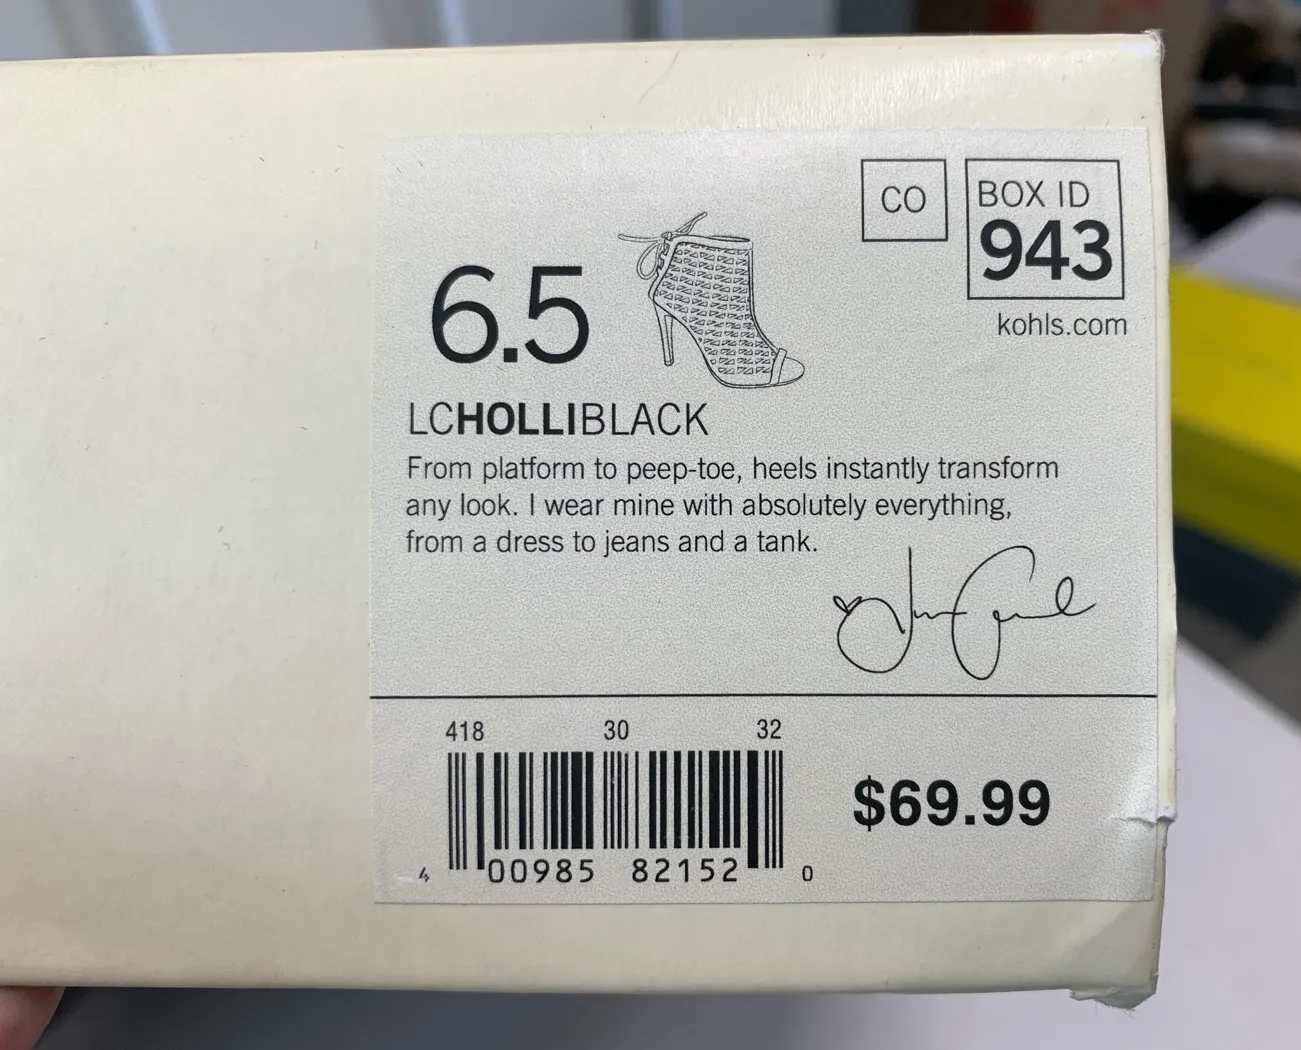 CO
BOX ID
943
kohls.com
6.5
LCHOLLIBLACK
From platform to peep-toe, heels instantly transform
any look. I wear mine with absolutely everything,
from a dress to jeans and a tank.
418 30 32
4 00985 82152 0
$69.99